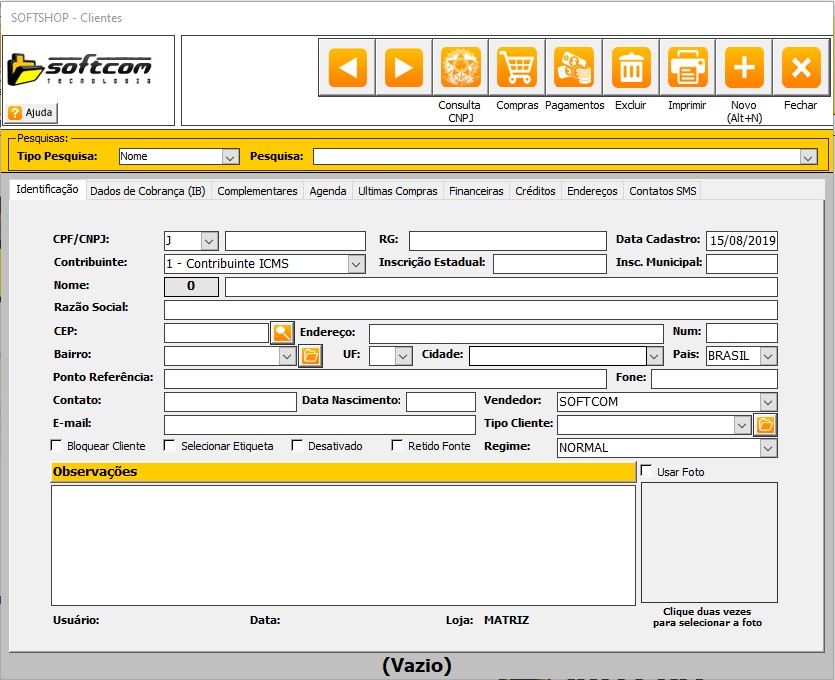 SOFTSHOP - Clientes
softcom
TECNOLOGIA
Ajuda
Consulta CNPJ
Compras
Pagamentos
Excluir
Imprimir
Novo (Alt+N)
Fechar
Pesquisas:
Tipo Pesquisa: Nome Pesquisa:
Identificação Dados de Cobrança (IB) Complementares Agenda Ultimas Compras Financeiras Créditos Endereços Contatos SMS
CPF/CNPJ: J RG: Data Cadastro: 15/08/2019
Contribuinte: 1 - Contribuinte ICMS Inscrição Estadual: Insc. Municipal:
Nome: 0
Razão Social:
CEP: Endereço: Num:
Bairro: UF: Cidade: Pais: BRASIL
Ponto Referência: Fone:
Contato: Data Nascimento: Vendedor: SOFTCOM
E-mail: Tipo Cliente:
Bloquear Cliente Selecionar Etiqueta Desativado Retido Fonte Regime: NORMAL
Observações Usar Foto
Clique duas vezes
para selecionar a foto
Usuário: Data: Loja: MATRIZ
(Vazio)